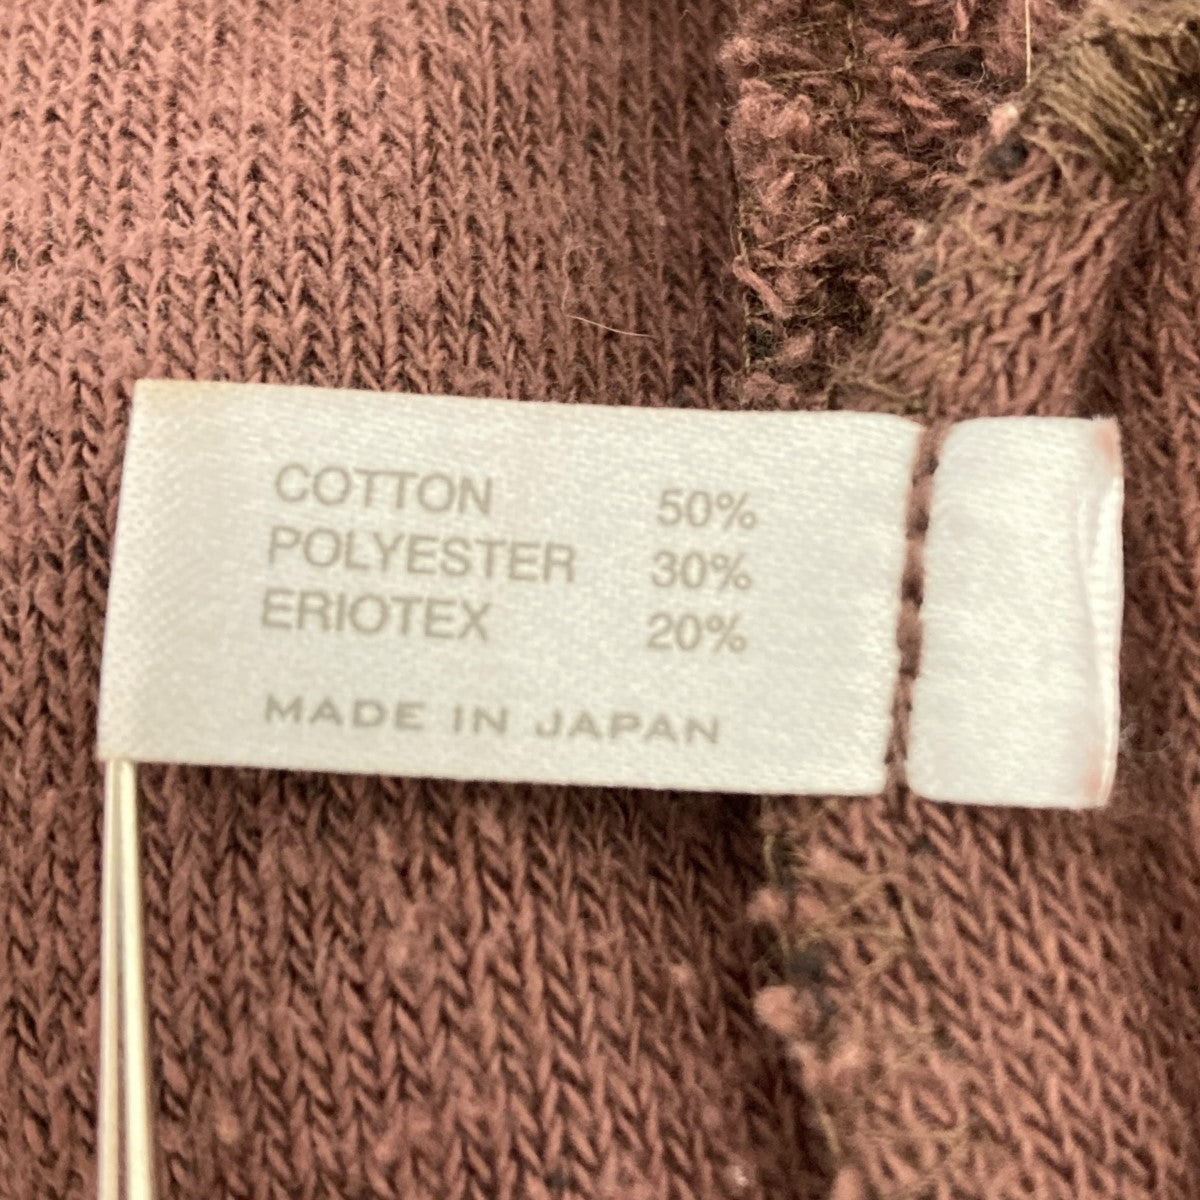 COTTON 50%
POLYESTER 30%
ERIOTEX 20%
MADE IN JAPAN